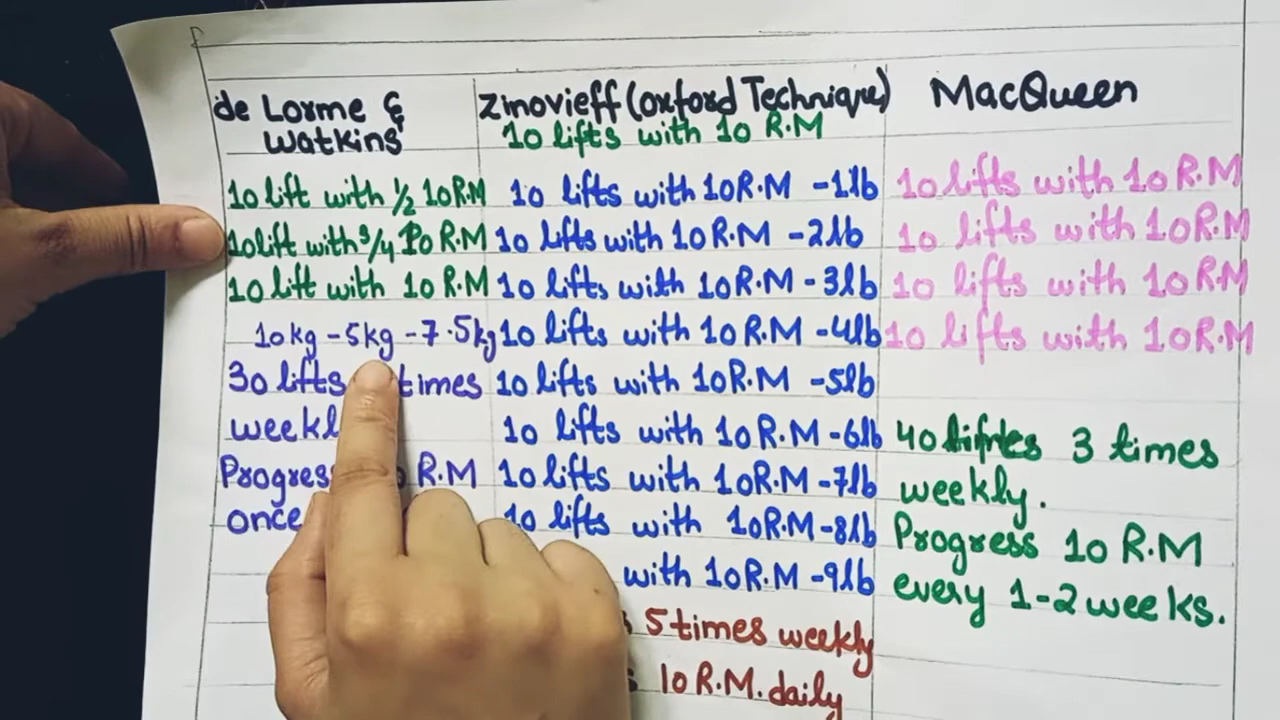 de Lorme &
Watkins
10 lift with 1/2 10 R.M
10 lift with 3/4 10 R.M
10 lift with 10 R.M
10kg - 5kg - 7.5kg
30 lifts times
R.M
once
Zinovieff (Oxford Technique)
10 lifts with 10 R.M
10 lifts with 10 R.M - 1lb
10 lifts with 10 R.M - 2lb
10 lifts with 10 R.M - 3lb
10 lifts with 10 R.M - 4lb
10 lifts with 10 R.M - 5lb
10 lifts with 10 R.M - 6lb
10 lifts with 10 R.M - 7lb
10 lifts with 10 R.M - 8lb
with 10 R.M - 9lb
5 times weekly
10 R.M. daily
MacQueen
10 lifts with 10 R.M
10 lifts with 10 R.M
10 lifts with 10 R.M
10 lifts with 10 R.M
40 3 times
weekly.
Progress 10 R.M
every 1-2 weeks.